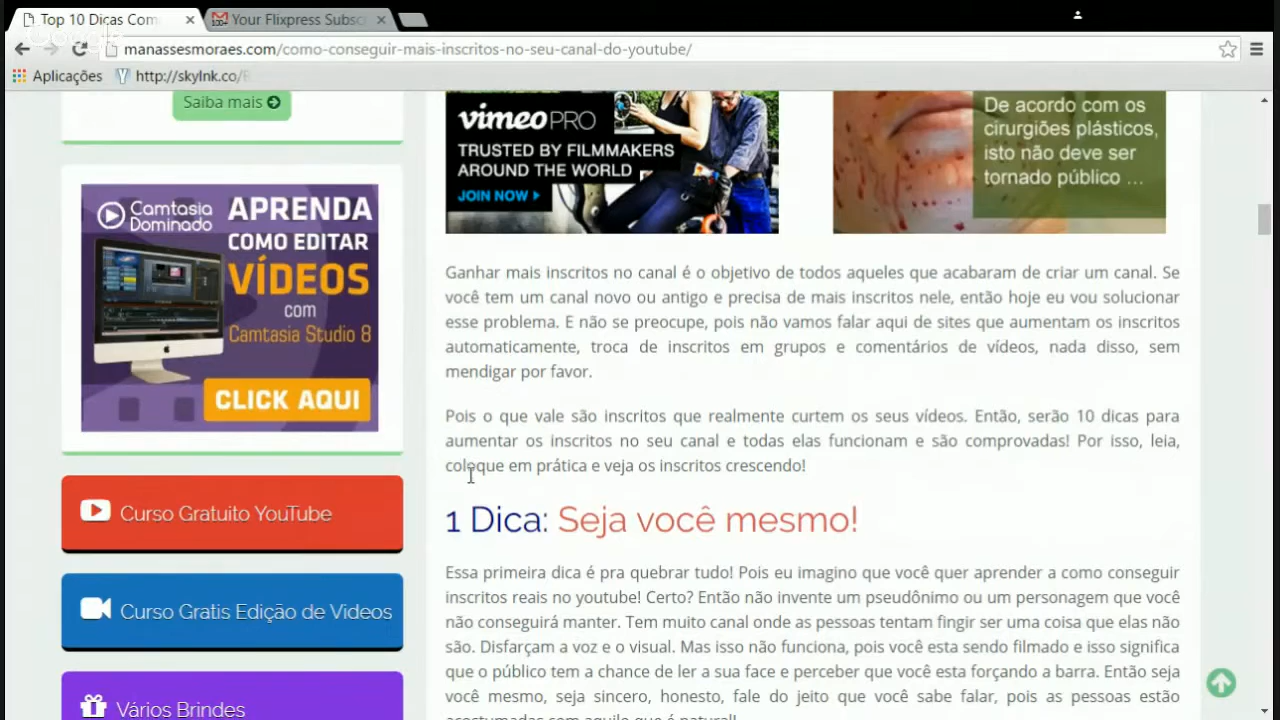 Top 10 Dicas Com
Your Flixpress Subsc
manassesmoraes.com/como-conseguir-mais-inscritos-no-seu-canal-do-youtube/
Aplicações
http://skylnk.co/
Saiba mais
vimeo PRO
TRUSTED BY FILMMAKERS
AROUND THE WORLD
JOIN NOW
De acordo com os
cirurgiões plásticos,
isto não deve ser
tornado público ...
Camtasia
Dominado
APRENDA
COMO EDITAR
VÍDEOS
com
Camtasia Studio 8
CLICK AQUI
Curso Gratuito YouTube
Curso Gratis Edição de Videos
Vários Brindes
Ganhar mais inscritos no canal é o objetivo de todos aqueles que acabaram de criar um canal. Se
você tem um canal novo ou antigo e precisa de mais inscritos nele, então hoje eu vou solucionar
esse problema. E não se preocupe, pois não vamos falar aqui de sites que aumentam os inscritos
automaticamente, troca de inscritos em grupos e comentários de vídeos, nada disso, sem
mendigar por favor.
Pois o que vale são inscritos que realmente curtem os seus vídeos. Então, serão 10 dicas para
aumentar os inscritos no seu canal e todas elas funcionam e são comprovadas! Por isso, leia,
coloque em prática e veja os inscritos crescendo!
1 Dica: Seja você mesmo!
Essa primeira dica é pra quebrar tudo! Pois eu imagino que você quer aprender a como conseguir
inscritos reais no youtube! Certo? Então não invente um pseudônimo ou um personagem que você
não conseguirá manter. Tem muito canal onde as pessoas tentam fingir ser uma coisa que elas não
são. Disfarçam a voz e o visual. Mas isso não funciona, pois você esta sendo filmado e isso significa
que o público tem a chance de ler a sua face e perceber que você esta forçando a barra. Então seja
você mesmo, seja sincero, honesto, fale do jeito que você sabe falar, pois as pessoas estão
acostumadas com aquilo que é natural!